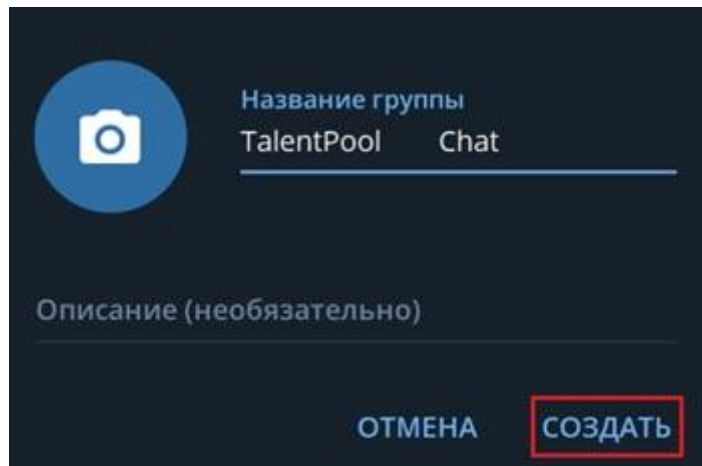 Название группы
TalentPool Chat
Описание (необязательно)
ОТМЕНА СОЗДАТЬ